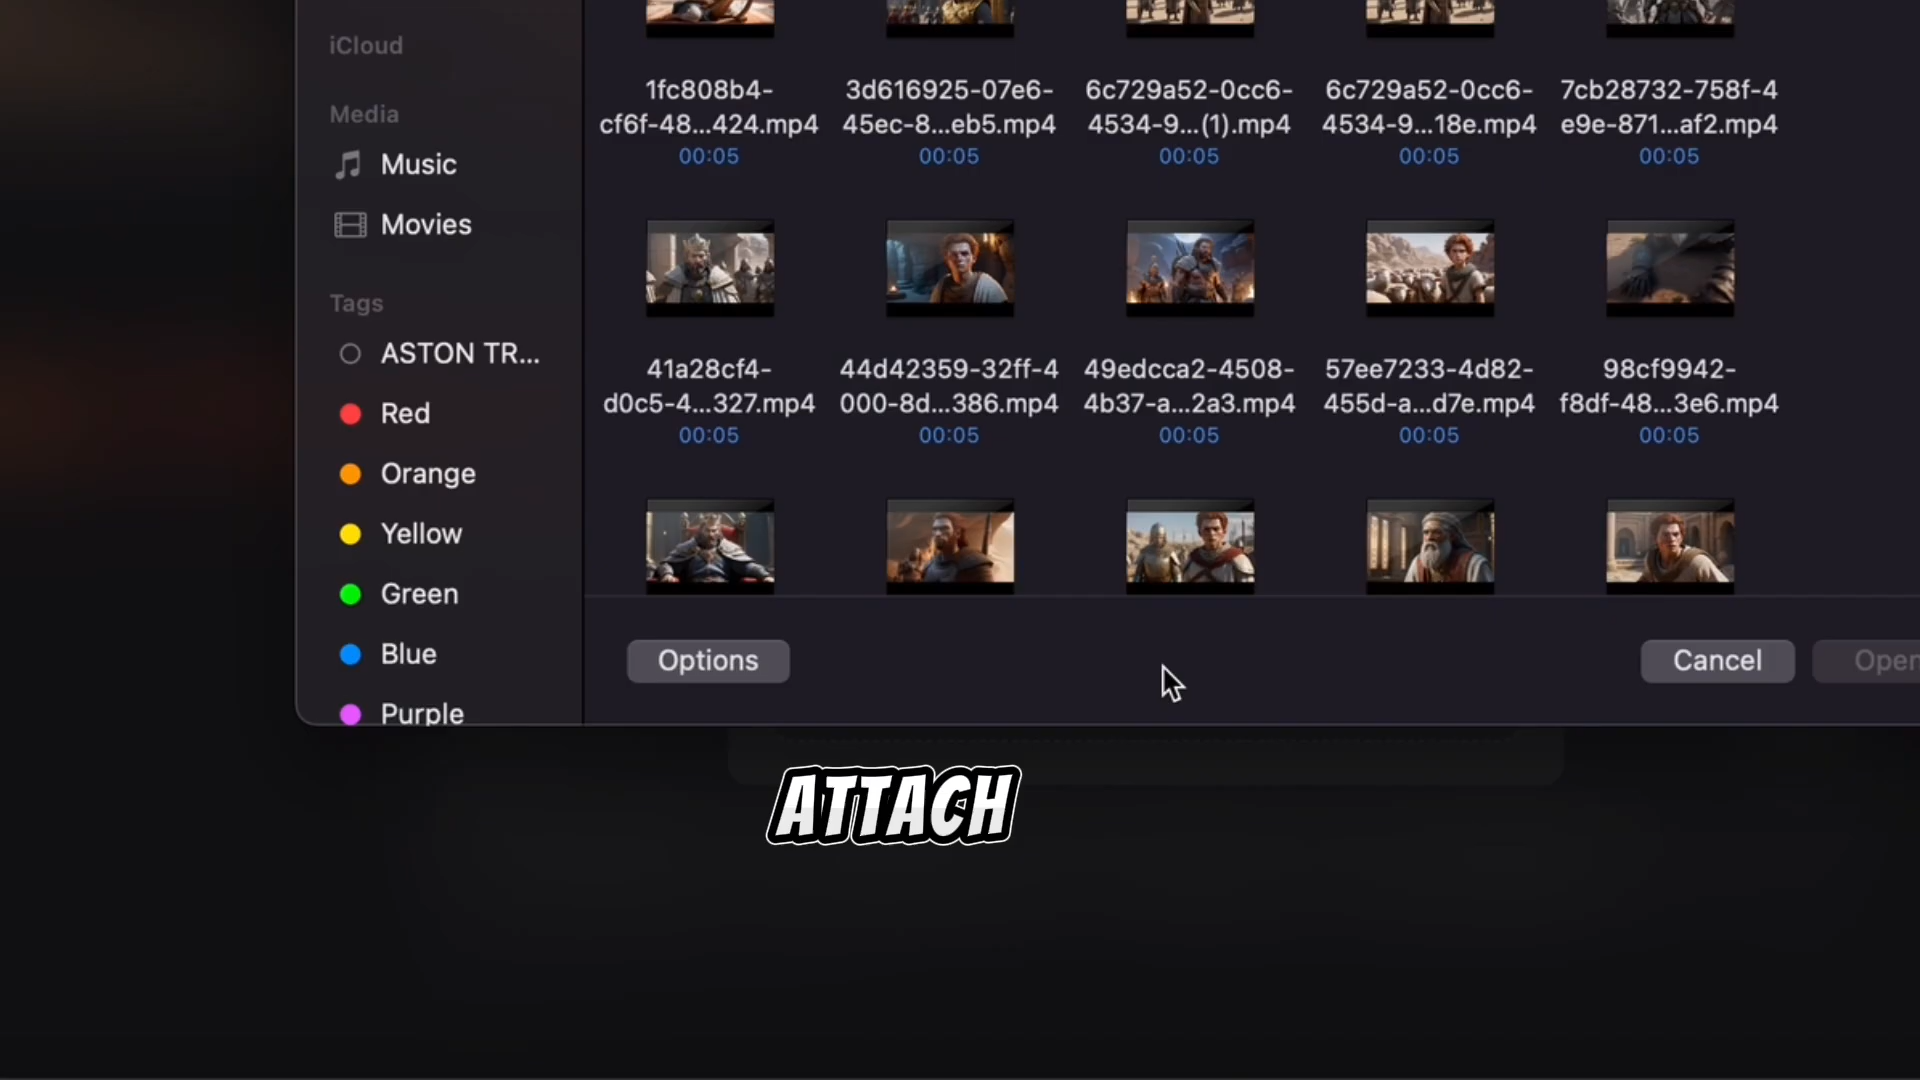 iCloud
Media
Music
Movies
Tags
ASTON TR...
Red
Orange
Yellow
Green
Blue
Purple
1fc808b4-
cf6f-48...424.mp4
00:05
3d616925-07e6-
45ec-8...eb5.mp4
00:05
6c729a52-0cc6-
4534-9...(1).mp4
00:05
6c729a52-0cc6-
4534-9...18e.mp4
00:05
7cb28732-758f-4
e9e-871...af2.mp4
00:05
41a28cf4-
d0c5-4...327.mp4
00:05
44d42359-32ff-4
000-8d...386.mp4
00:05
49edcca2-4508-
4b37-a...2a3.mp4
00:05
57ee7233-4d82-
455d-a...d7e.mp4
00:05
98cf9942-
f8df-48...3e6.mp4
00:05
Options
Cancel
Open
ATTACH